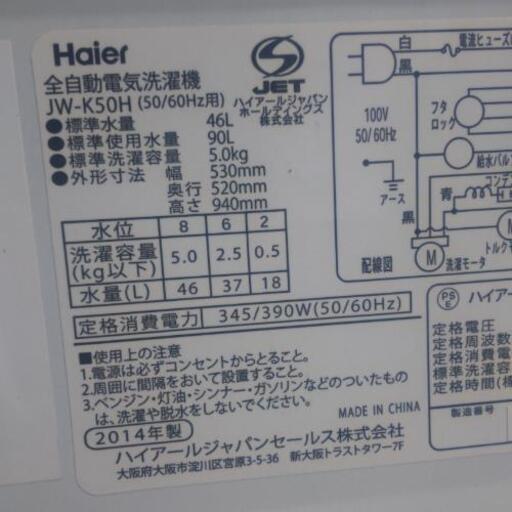 Haier
JET
全自動電気洗濯機
JW-K50H (50/60Hz用)
ハイアールジャパン
ホールディングス
株式会社
●標準水量 46L
●標準使用水量 90L
●標準洗濯容量 5.0kg
●外形寸法 幅 530mm
奥行 520mm
高さ 940mm
水位 8 6 2
洗濯容量(kg以下) 5.0 2.5 0.5
水量(L) 46 37 18
定格消費電力 345/390W(50/60Hz)
■使用上の注意
1.電源は必ずコンセントからとること。
2.周囲に間隔をおいて設置すること。
3.ベンジン・灯油・シンナー・ガソリンなどのついたもの
は、洗濯や脱水をしないでください。
2014年製
MADE IN CHINA
ハイアールジャパンセールス株式会社
大阪府大阪市淀川区宮原3-5-36 新大阪トラストタワー7F
白
黒
電流ヒューズ
100V
50/60Hz
フタ
ロック
給水バル
アース
青
コンデ
黒
M
M
配線図
洗濯モータ
トルク
PS
E
ハイアー
定格電圧
定格周波数
定格消費電
標準洗濯容
定格時間(
製造番号